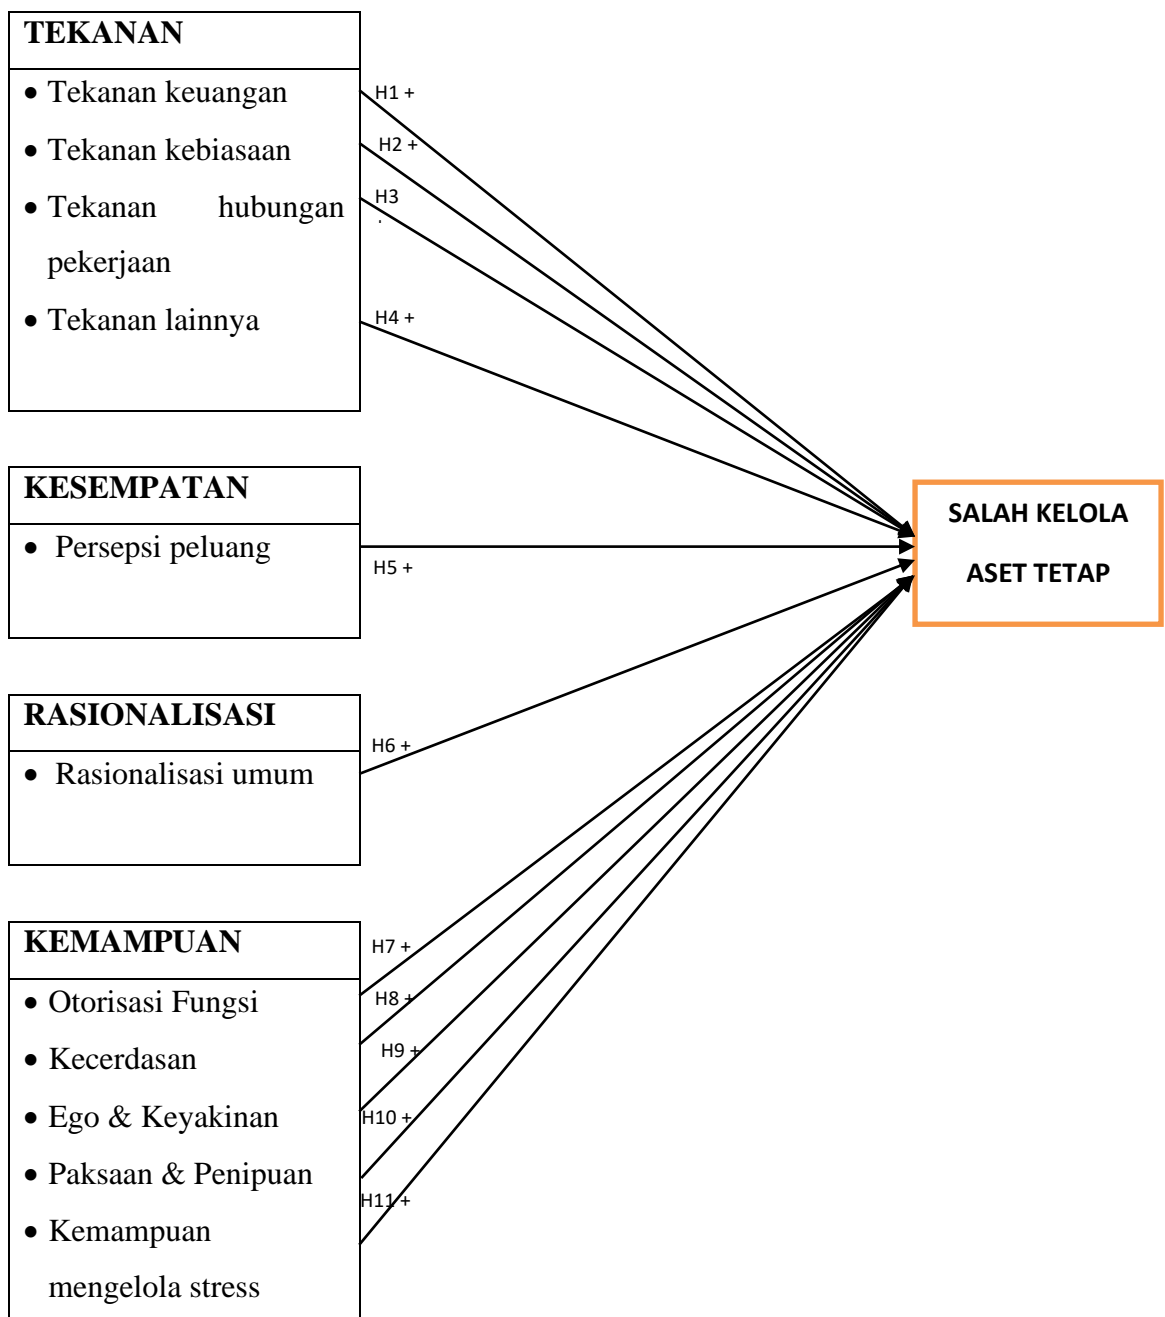 TEKANAN
• Tekanan keuangan
• Tekanan kebiasaan
• Tekanan hubungan
pekerjaan
• Tekanan lainnya
H1 +
H2 +
H3
H4 +
KESEMPATAN
• Persepsi peluang
H5 +
RASIONALISASI
• Rasionalisasi umum
H6 +
KEMAMPUAN
• Otorisasi Fungsi
• Kecerdasan
• Ego & Keyakinan
• Paksaan & Penipuan
• Kemampuan
mengelola stress
H7 +
H8 +
H9 +
H10 +
H11 +
SALAH KELOLA
ASET TETAP